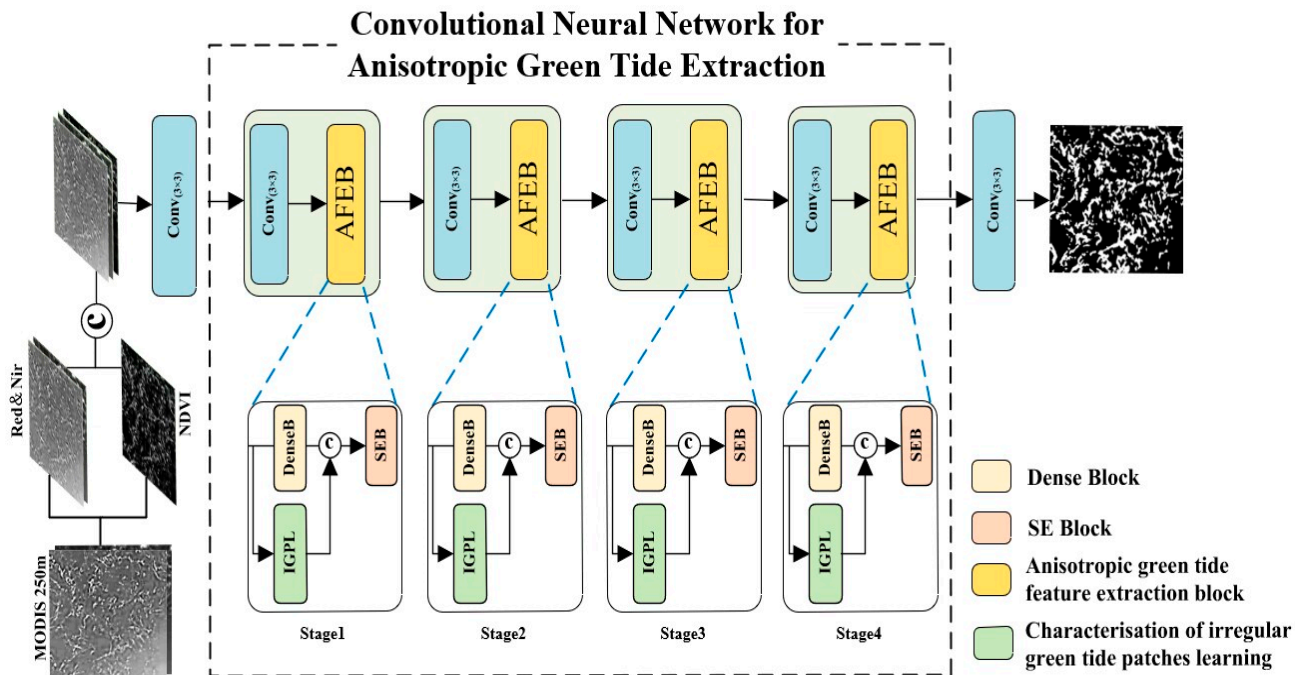 Convolutional Neural Network for
Anisotropic Green Tide Extraction
Conv(3×3)
Conv(3×3)
AFEB
Conv(3×3)
AFEB
Conv(3×3)
AFEB
Conv(3×3)
AFEB
Conv(3×3)
C
Red& Nir
NDVI
MODIS 250m
DenseB
C
SEB
IGPL
Stage1
DenseB
C
SEB
IGPL
Stage2
DenseB
C
SEB
IGPL
Stage3
DenseB
C
SEB
IGPL
Stage4
Dense Block
SE Block
Anisotropic green tide
feature extraction block
Characterisation of irregular
green tide patches learning